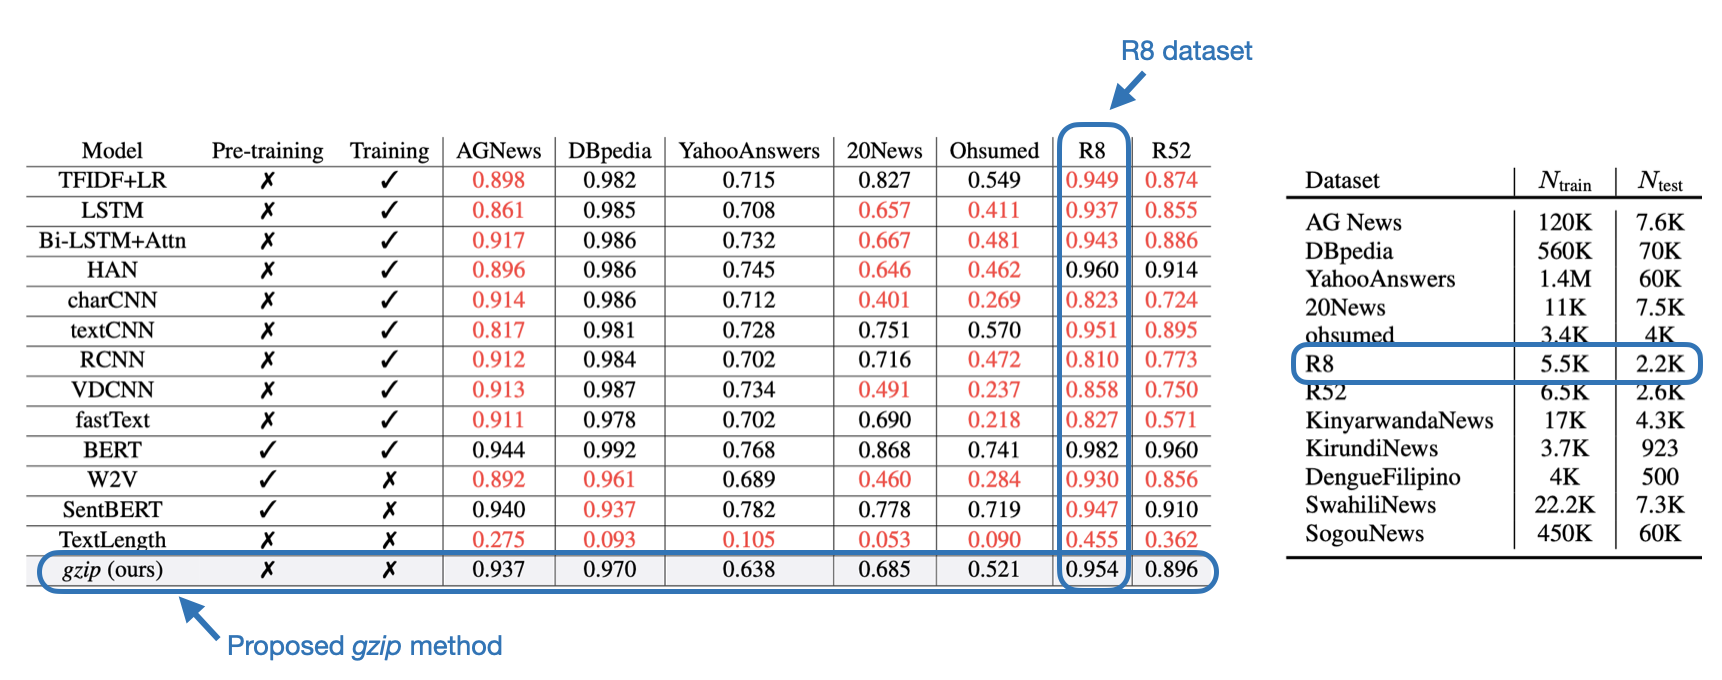 R8 dataset
Model Pre-training Training AGNews DBpedia YahooAnswers 20News Ohsumed R8 R52
TFIDF+LR ✗ ✓ 0.898 0.982 0.715 0.827 0.549 0.949 0.874
LSTM ✗ ✓ 0.861 0.985 0.708 0.657 0.411 0.937 0.855
Bi-LSTM+Attn ✗ ✓ 0.917 0.986 0.732 0.667 0.481 0.943 0.886
HAN ✗ ✓ 0.896 0.986 0.745 0.646 0.462 0.960 0.914
charCNN ✗ ✓ 0.914 0.986 0.712 0.401 0.269 0.823 0.724
textCNN ✗ ✓ 0.817 0.981 0.728 0.751 0.570 0.951 0.895
RCNN ✗ ✓ 0.912 0.984 0.702 0.716 0.472 0.810 0.773
VDCNN ✗ ✓ 0.913 0.987 0.734 0.491 0.237 0.858 0.750
fastText ✗ ✓ 0.911 0.978 0.702 0.690 0.218 0.827 0.571
BERT ✓ ✓ 0.944 0.992 0.768 0.868 0.741 0.982 0.960
W2V ✓ ✗ 0.892 0.961 0.689 0.460 0.284 0.930 0.856
SentBERT ✓ ✗ 0.940 0.937 0.782 0.778 0.719 0.947 0.910
TextLength ✗ ✗ 0.275 0.093 0.105 0.053 0.090 0.455 0.362
gzip (ours) ✗ ✗ 0.937 0.970 0.638 0.685 0.521 0.954 0.896
Proposed gzip method
Dataset Ntrain Ntest
AG News 120K 7.6K
DBpedia 560K 70K
YahooAnswers 1.4M 60K
20News 11K 7.5K
ohsumed 3.4K 4K
R8 5.5K 2.2K
R52 6.5K 2.6K
KinyarwandaNews 17K 4.3K
KirundiNews 3.7K 923
DengueFilipino 4K 500
SwahiliNews 22.2K 7.3K
SogouNews 450K 60K